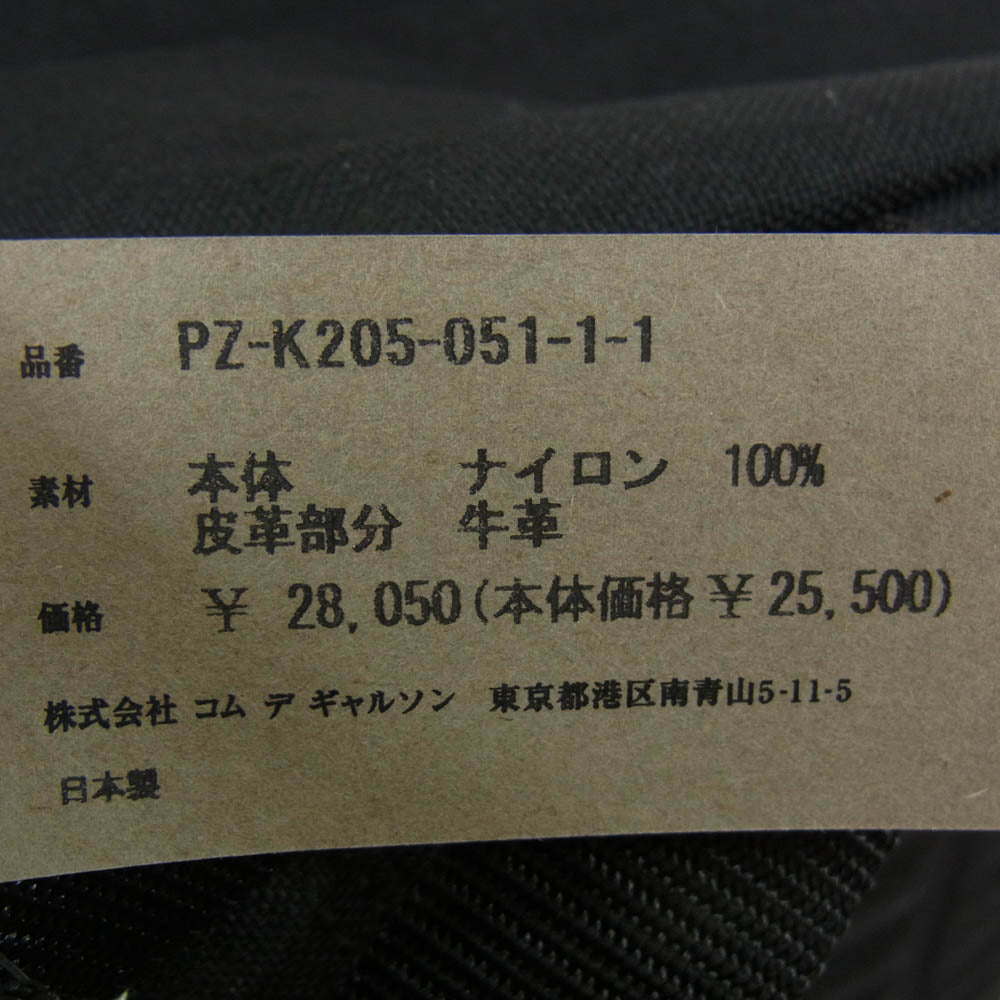 品番 PZ-K205-051-1-1
素材 本体 ナイロン 100%
皮革部分 牛革
価格 ¥ 28,050(本体価格 ¥ 25,500)
株式会社 コム デ ギャルソン 東京都港区南青山5-11-5
日本製